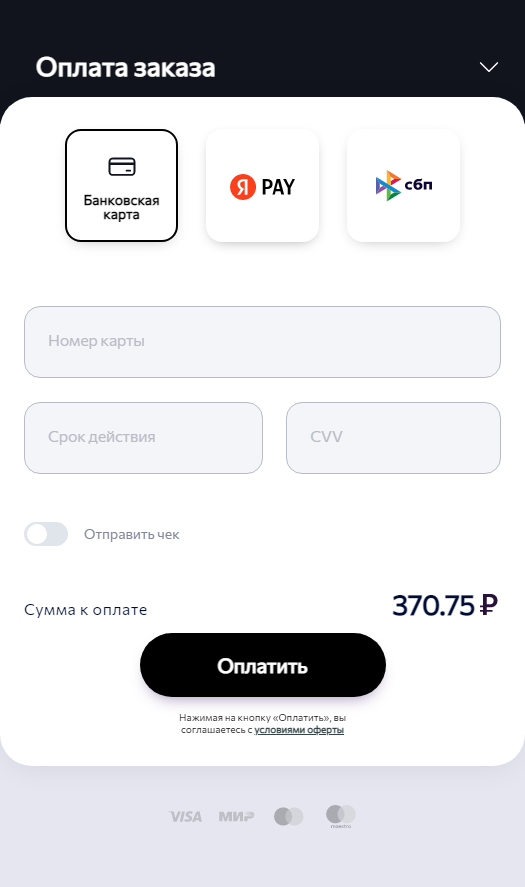 Оплата заказа
Банковская
карта
Я PAY
сбп
Номер карты
Срок действия
CVV
Отправить чек
Сумма к оплате
370.75 ₽
Оплатить
Нажимая на кнопку «Оплатить», вы
соглашаетесь с условиями оферты
VISA
МИР
maestro